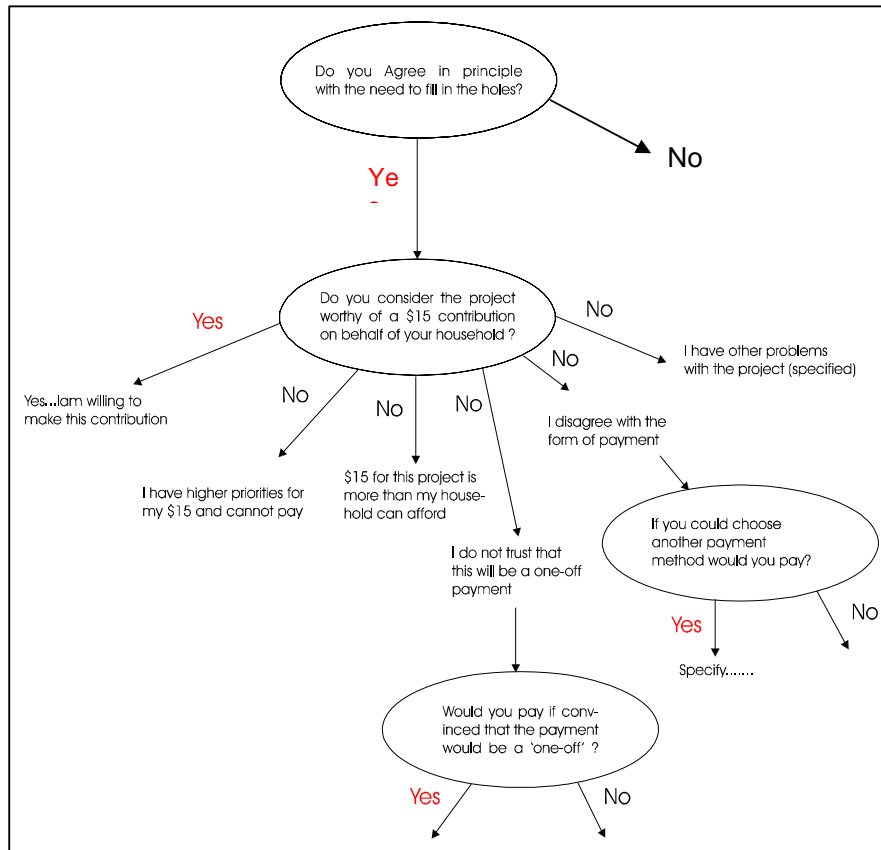 Do you Agree in principle
with the need to fill in the holes?
No
Ye
Do you consider the project
worthy of a $15 contribution
on behalf of your household ?
Yes
No
No
No
No
No
I have other problems
with the project (specified)
Yes...Iam willing to
make this contribution
I disagree with the
form of payment
I have higher priorities for
my $15 and cannot pay
$15 for this project is
more than my house-
hold can afford
I do not trust that
this will be a one-off
payment
If you could choose
another payment
method would you pay?
Yes
No
Specify.......
Would you pay if convin-
ced that the payment
would be a 'one-off' ?
Yes
No